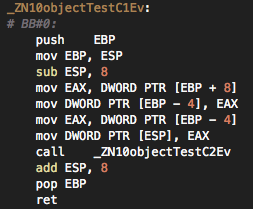 _ZN10objectTestC1Ev:
# BB#0:
push    EBP
mov EBP, ESP
sub ESP, 8
mov EAX, DWORD PTR [EBP + 8]
mov DWORD PTR [EBP - 4], EAX
mov EAX, DWORD PTR [EBP - 4]
mov DWORD PTR [ESP], EAX
call    _ZN10objectTestC2Ev
add ESP, 8
pop EBP
ret